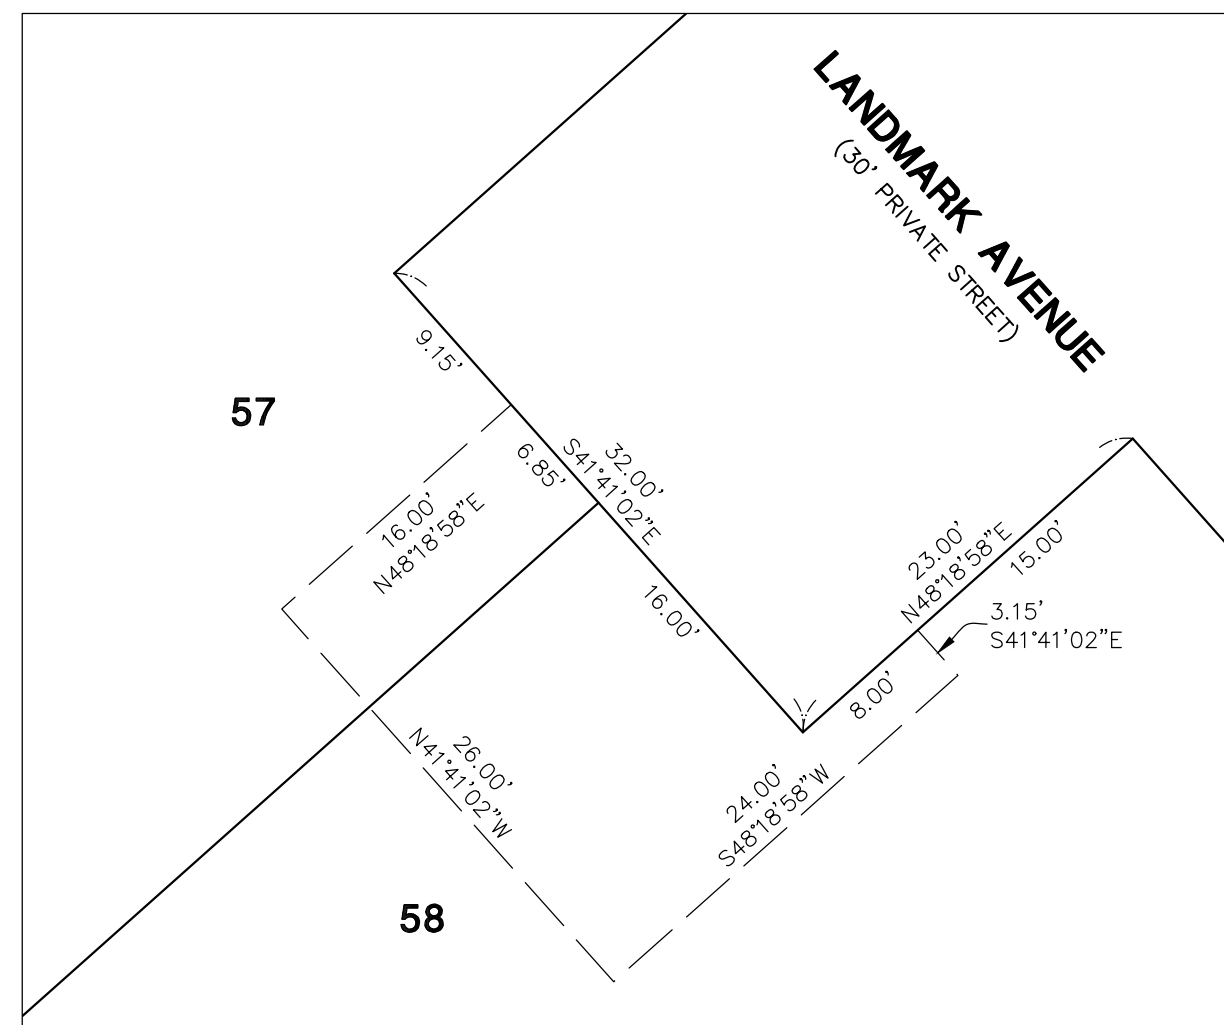 LANDMARK AVENUE
(30' PRIVATE STREET)
9.15'
57
6.85'
32.00'
S41°41'02"E
16.00'
N48°18'58"E
23.00'
N48°18'58"E
15.00'
16.00'
3.15'
S41°41'02"E
8.00'
26.00'
N41°41'02"W
24.00'
S48°18'58"W
58